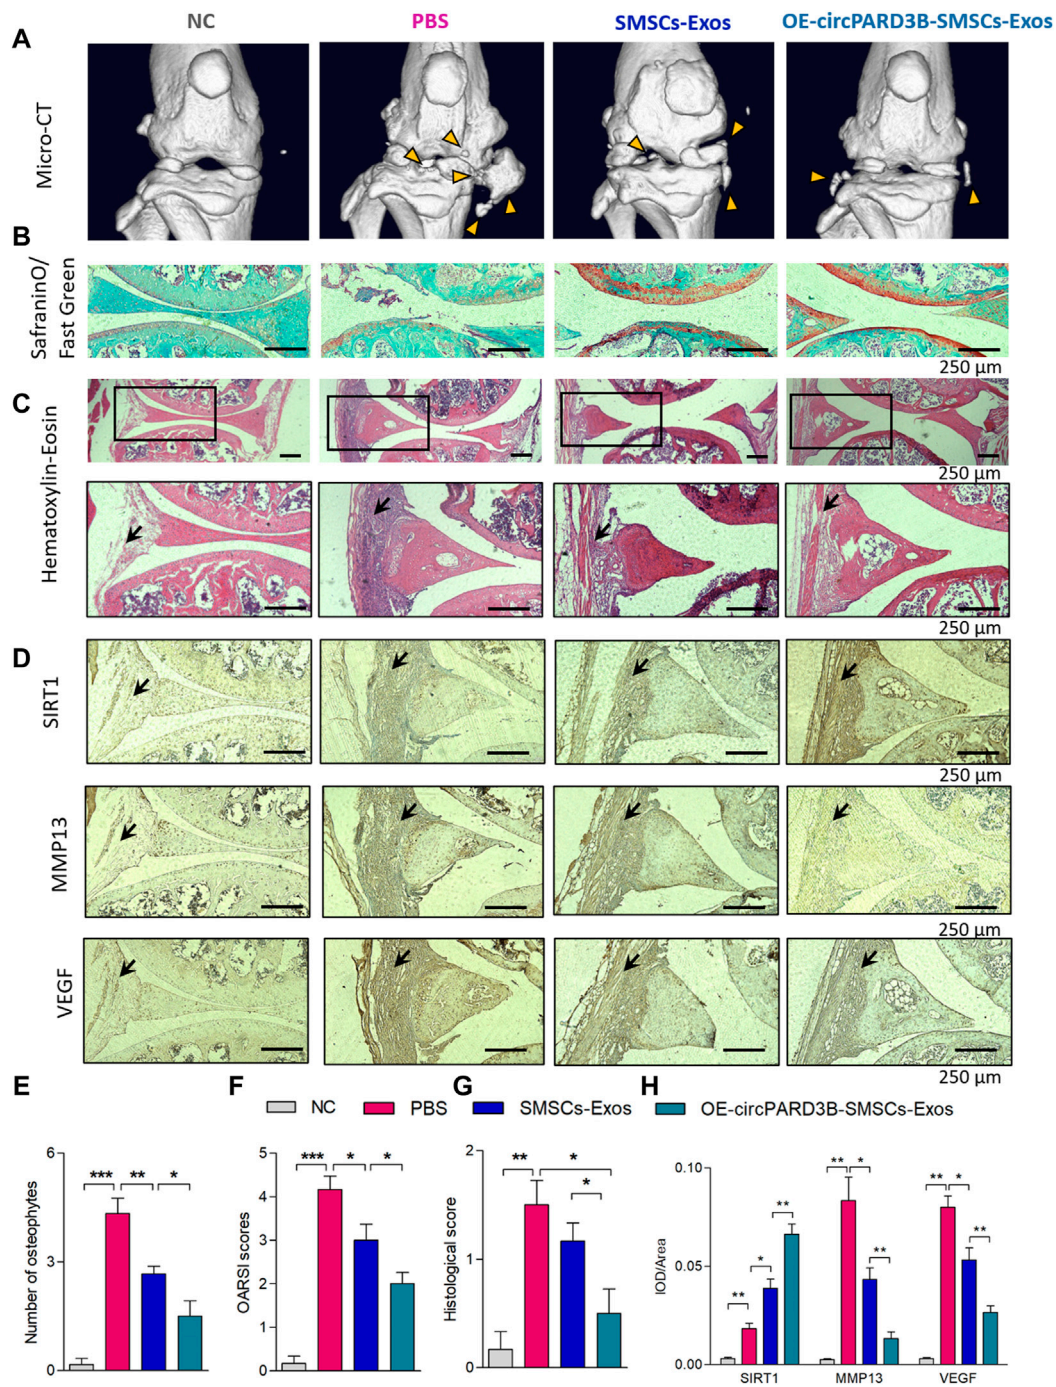 NC PBS SMSCs-Exos OE-circPARD3B-SMSCs-Exos
A
Micro-CT
B
SafraninO/
Fast Green
250 μm
C
Hematoxylin-Eosin
250 μm
250 μm
D
SIRT1
250 μm
MMP13
250 μm
VEGF
250 μm
E F G H
NC PBS SMSCs-Exos OE-circPARD3B-SMSCs-Exos
Number of osteophytes
6
3
0
*** ** *
OARSI scores
5
4
3
2
1
0
*** * *
Histological score
2
1
0
** *
*
IOD/Area
0.10
0.05
0.00
** * **
** * **
** * **
SIRT1 MMP13 VEGF